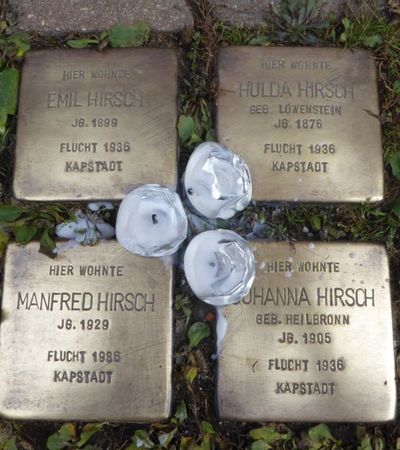 HIER WOHNTE
EMIL HIRSCH
JG. 1899
FLUCHT 1936
KAPSTADT
HIER WOHNTE
HULDA HIRSCH
GEB. LÖWENSTEIN
JG. 1876
FLUCHT 1936
KAPSTADT
HIER WOHNTE
MANFRED HIRSCH
JG. 1929
FLUCHT 1936
KAPSTADT
HIER WOHNTE
JOHANNA HIRSCH
GEB. HEILBRONN
JG. 1905
FLUCHT 1936
KAPSTADT